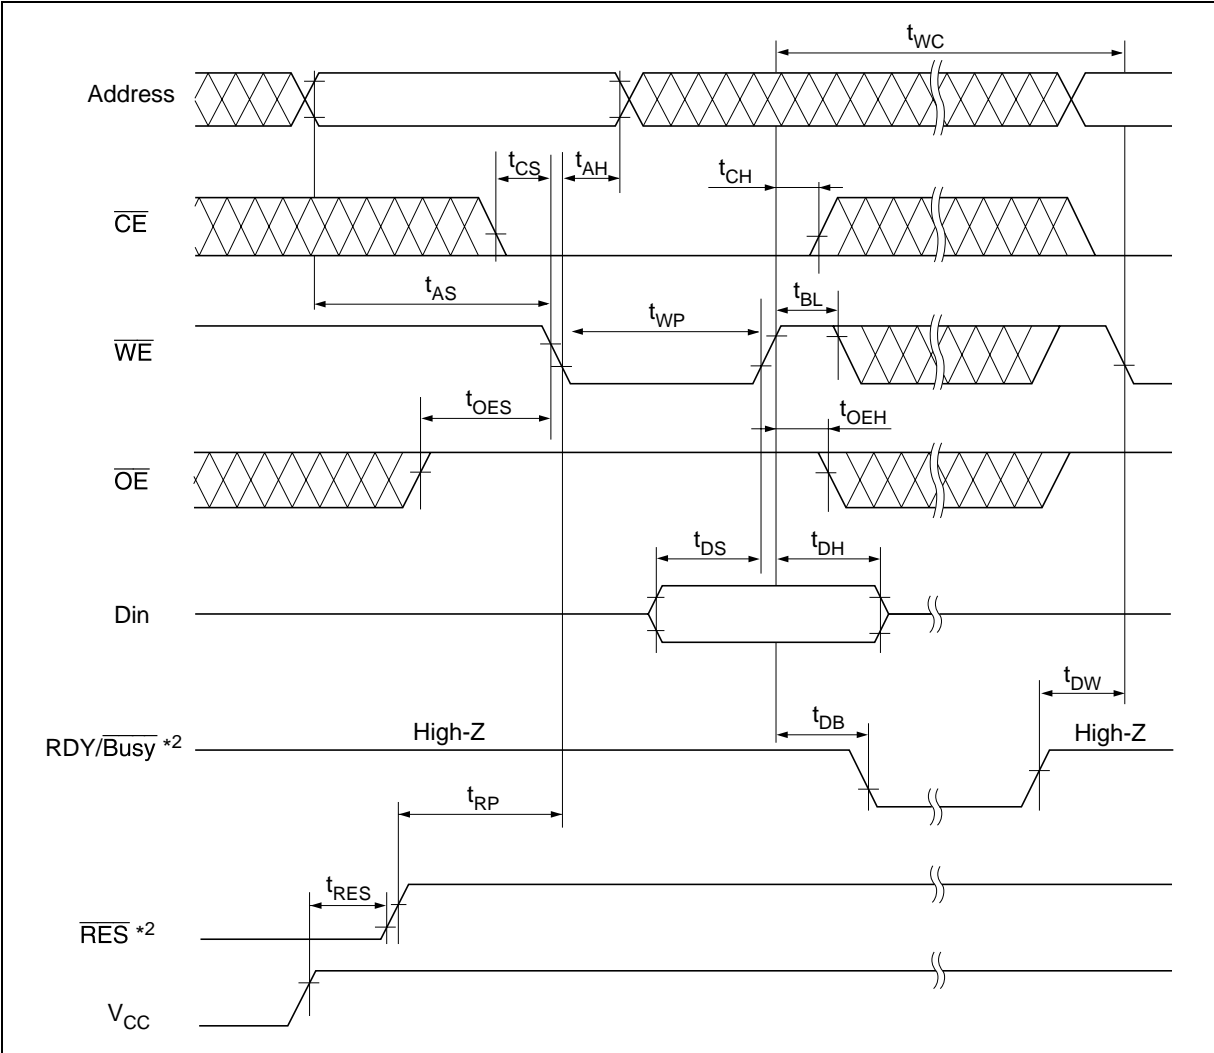 tWC
Address
tCS tAH tCH
CE
tAS tBL
tWP
WE
tOES tOEH
OE
tDS tDH
Din
tDW
tDB
High-Z High-Z
RDY/Busy *2
tRP
tRES
RES *2
VCC